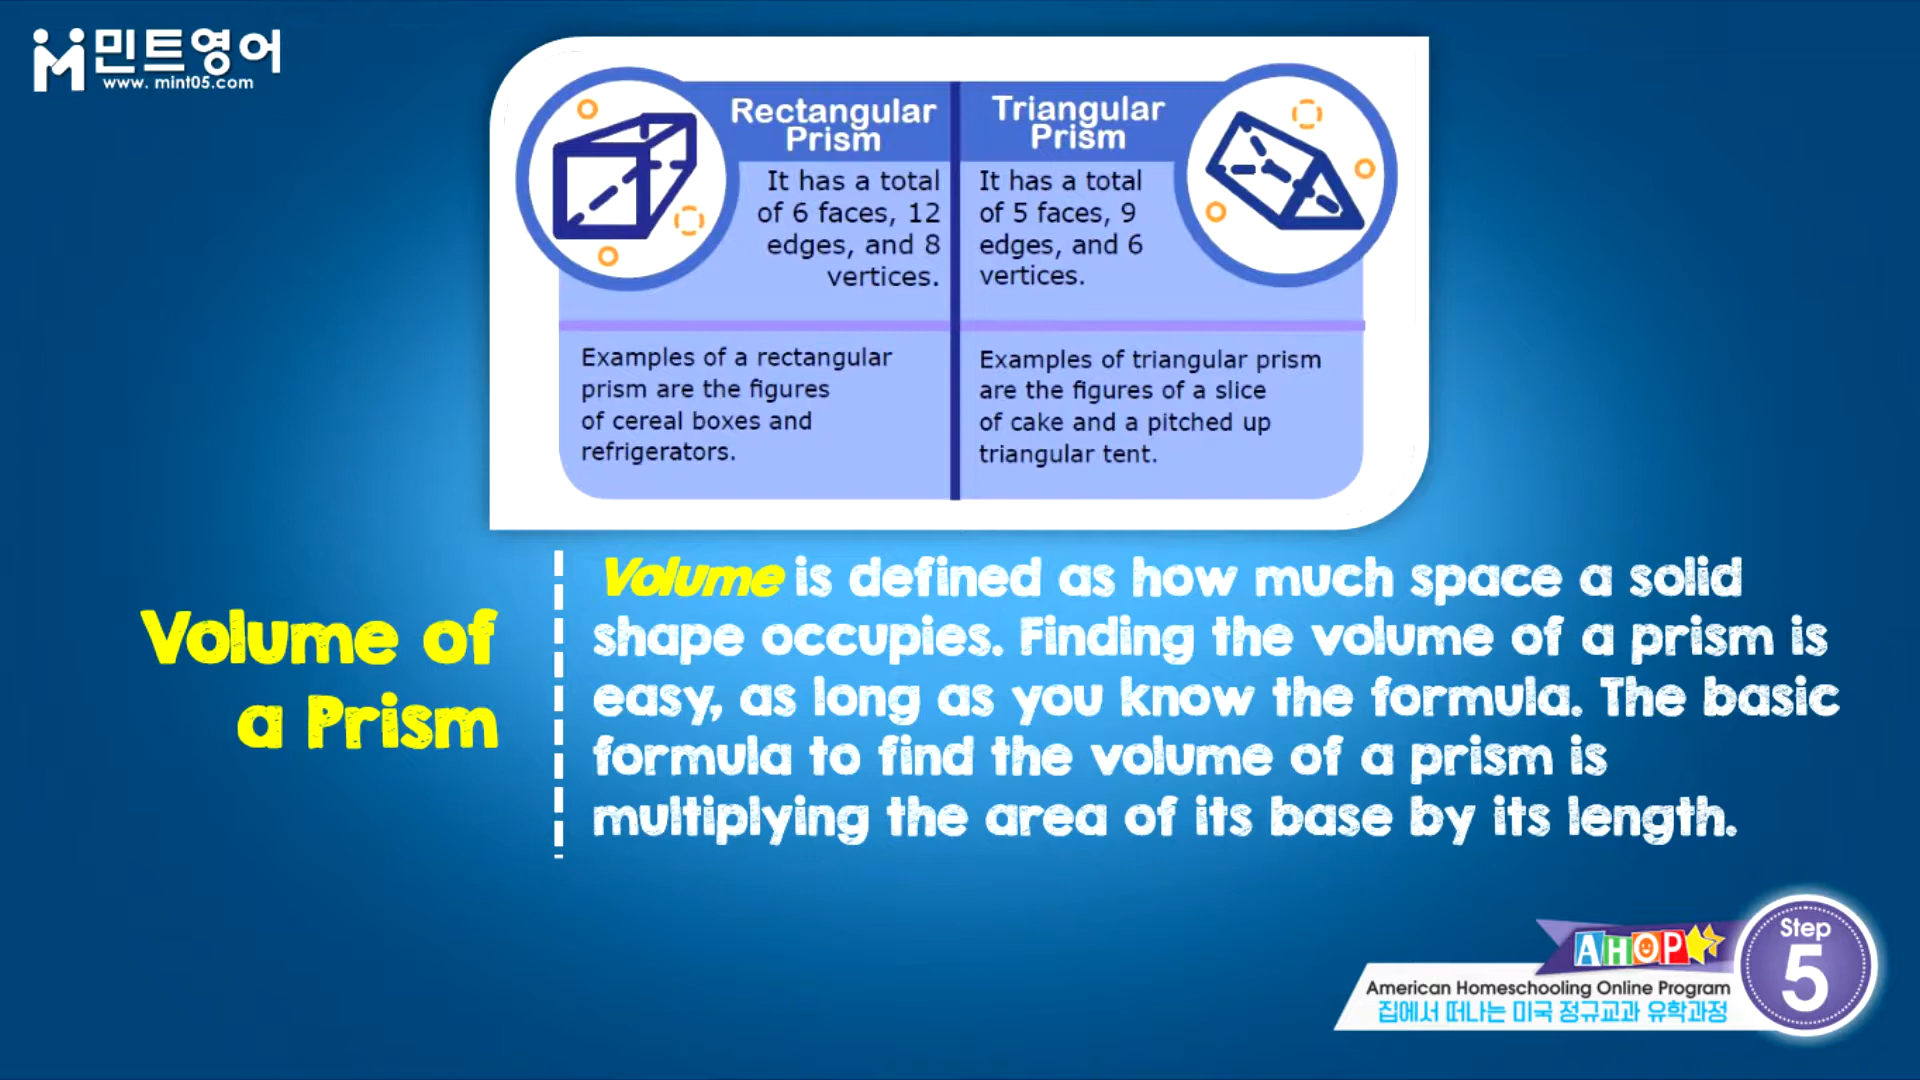 민트영어
www. mint05.com
Rectangular
Prism
It has a total
of 6 faces, 12
edges, and 8
vertices.
Triangular
Prism
It has a total
of 5 faces, 9
edges, and 6
vertices.
Examples of a rectangular
prism are the figures
of cereal boxes and
refrigerators.
Examples of triangular prism
are the figures of a slice
of cake and a pitched up
triangular tent.
Volume of
a Prism
Volume is defined as how much space a solid
shape occupies. Finding the volume of a prism is
easy, as long as you know the formula. The basic
formula to find the volume of a prism is
multiplying the area of its base by its length.
AHOP
Step
5
American Homeschooling Online Program
집에서 떠나는 미국 정규교과 유학과정